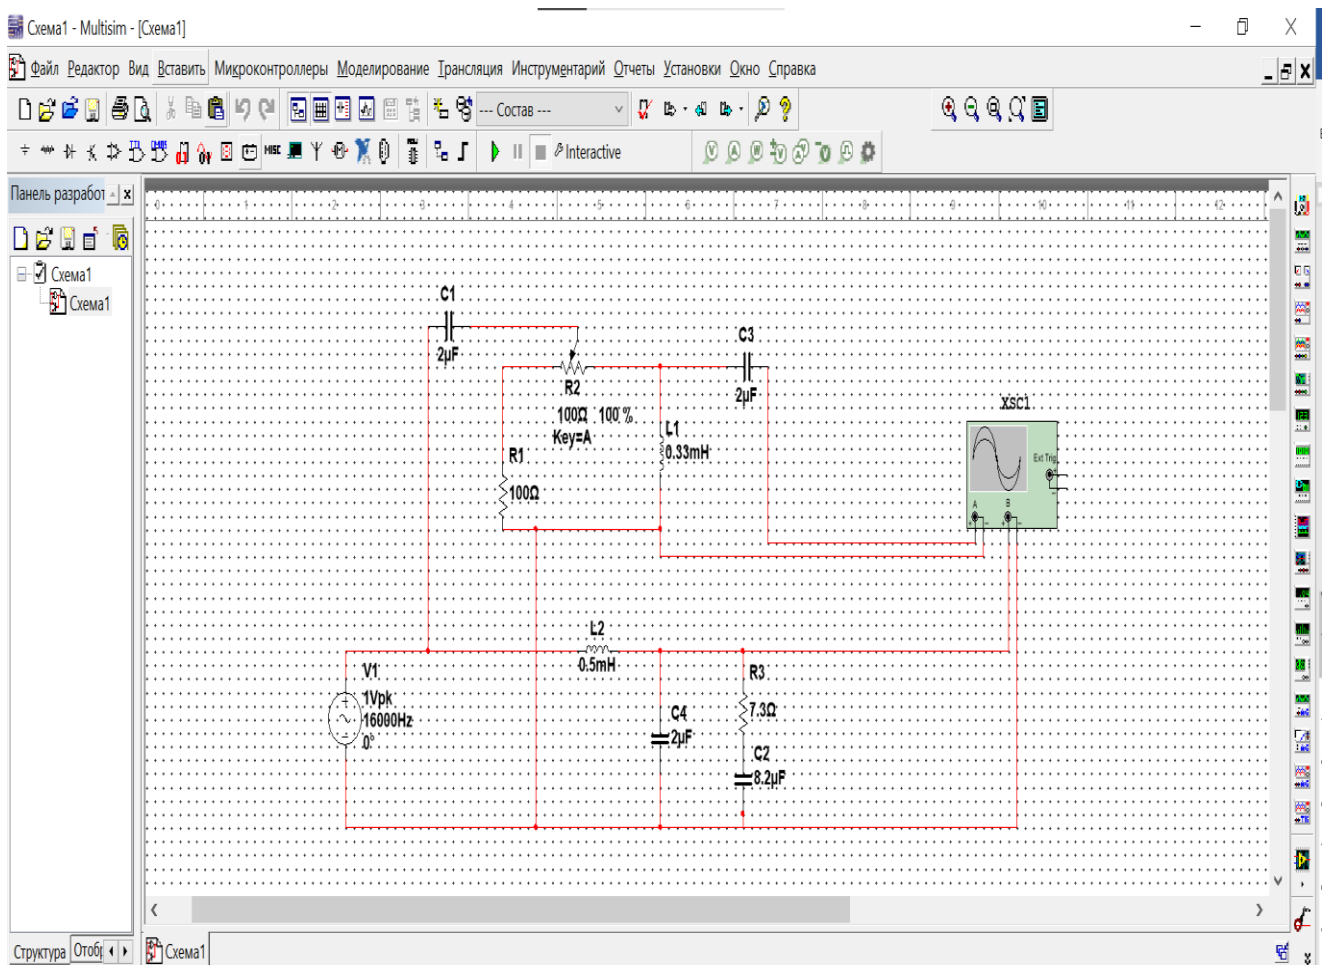 Схема1 - Multisim - [Схема1]
Файл Редактор Вид Вставить Микроконтроллеры Моделирование Трансляция Инструментарий Отчеты Установки Окно Справка
--- Состав ---
MISC
Interactive
Панель разработ
Схема1
Схема1
C1
2µF
R2
100Ω 100 %
Key=A
C3
2µF
L1
0.33mH
R1
100Ω
XSC1
Ext Trig
A
B
L2
0.5mH
V1
1Vpk
16000Hz
0°
R3
7.3Ω
C4
2µF
C2
8.2µF
Структура Отобр
Схема1